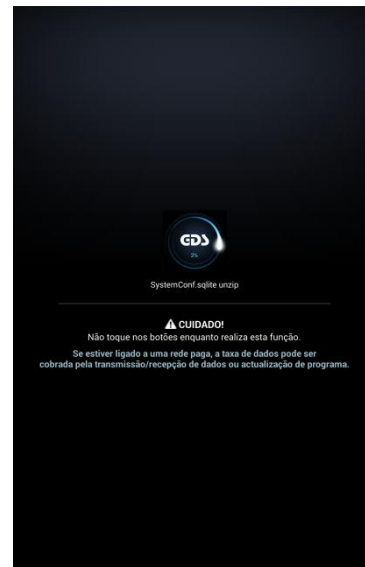 GDS
2%
SystemConf.sqlite unzip
CUIDADO!
Não toque nos botões enquanto realiza esta função.
Se estiver ligado a uma rede paga, a taxa de dados pode ser
cobrada pela transmissão/recepção de dados ou actualização de programa.